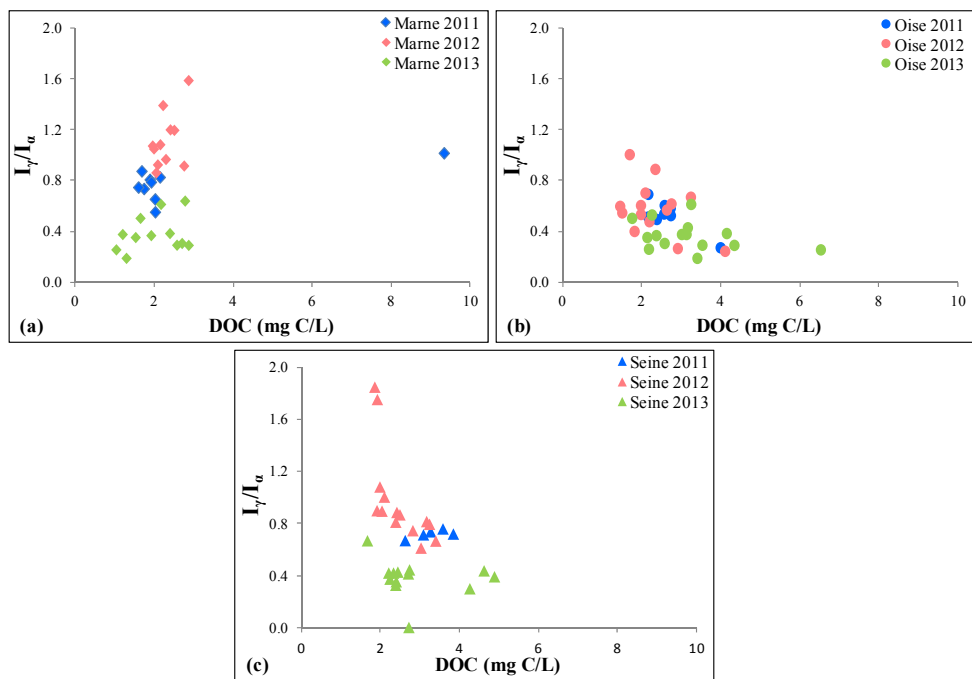 Marne 2011
Marne 2012
Marne 2013
2.0
1.6
1.2
0.8
0.4
0.0
Iγ/Iα
0 2 4 6 8 10
DOC (mg C/L)
(a)
Oise 2011
Oise 2012
Oise 2013
2.0
1.6
1.2
0.8
0.4
0.0
Iγ/Iα
0 2 4 6 8 10
DOC (mg C/L)
(b)
Seine 2011
Seine 2012
Seine 2013
2.0
1.6
1.2
0.8
0.4
0.0
Iγ/Iα
0 2 4 6 8 10
DOC (mg C/L)
(c)